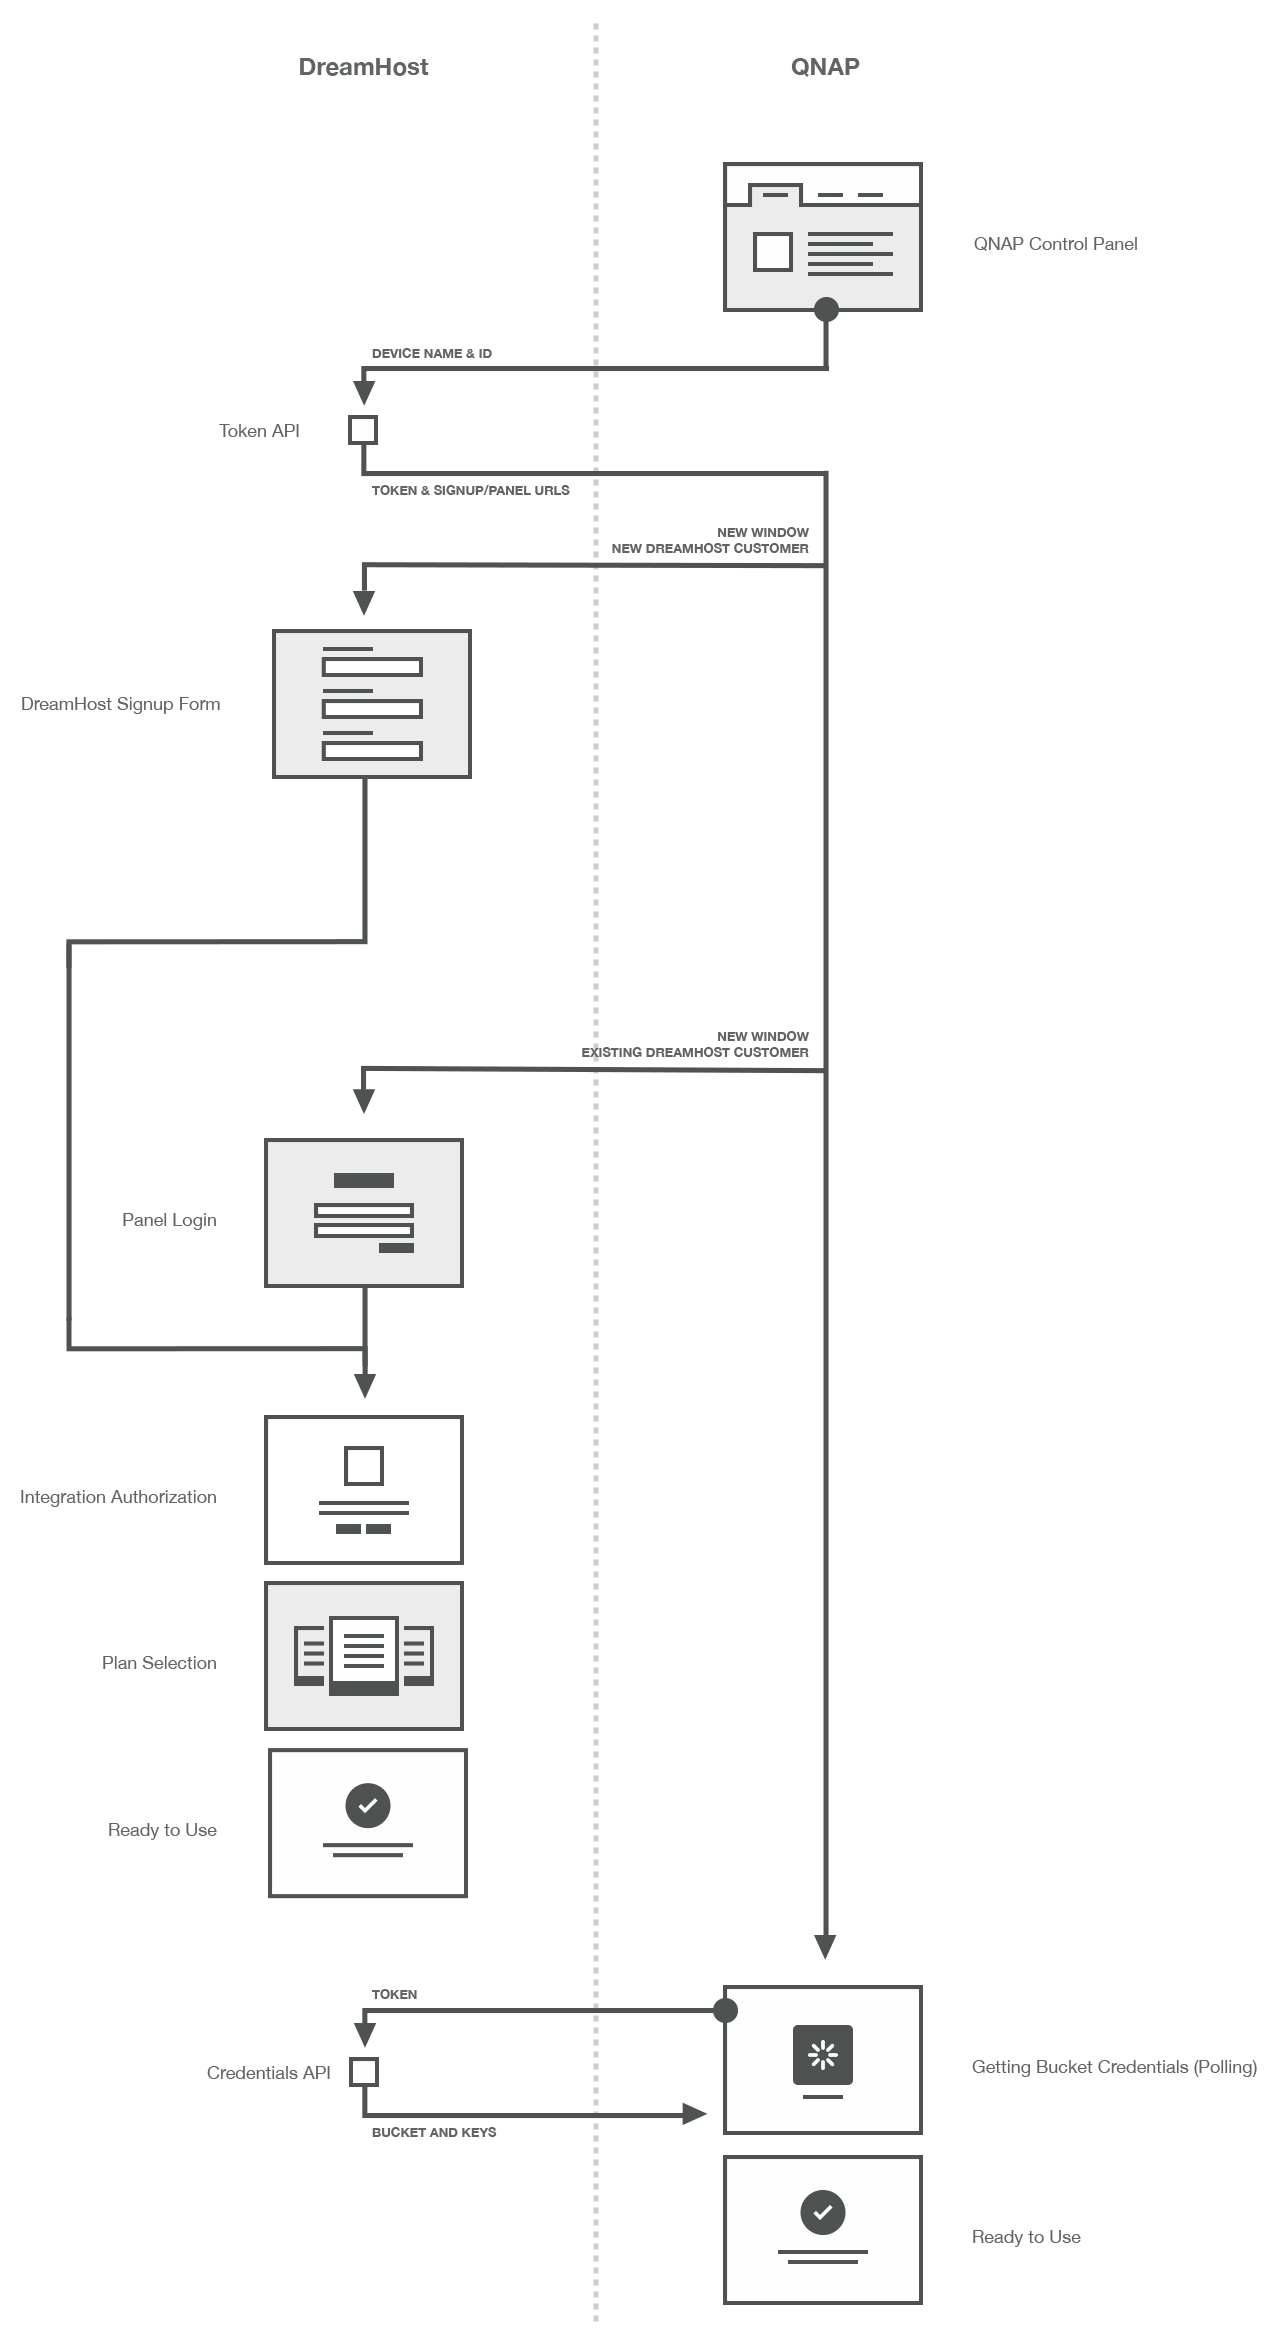 DreamHost
QNAP
QNAP Control Panel
DEVICE NAME & ID
Token API
TOKEN & SIGNUP/PANEL URLS
NEW WINDOW
NEW DREAMHOST CUSTOMER
DreamHost Signup Form
NEW WINDOW
EXISTING DREAMHOST CUSTOMER
Panel Login
Integration Authorization
Plan Selection
Ready to Use
TOKEN
Credentials API
Getting Bucket Credentials (Polling)
BUCKET AND KEYS
Ready to Use